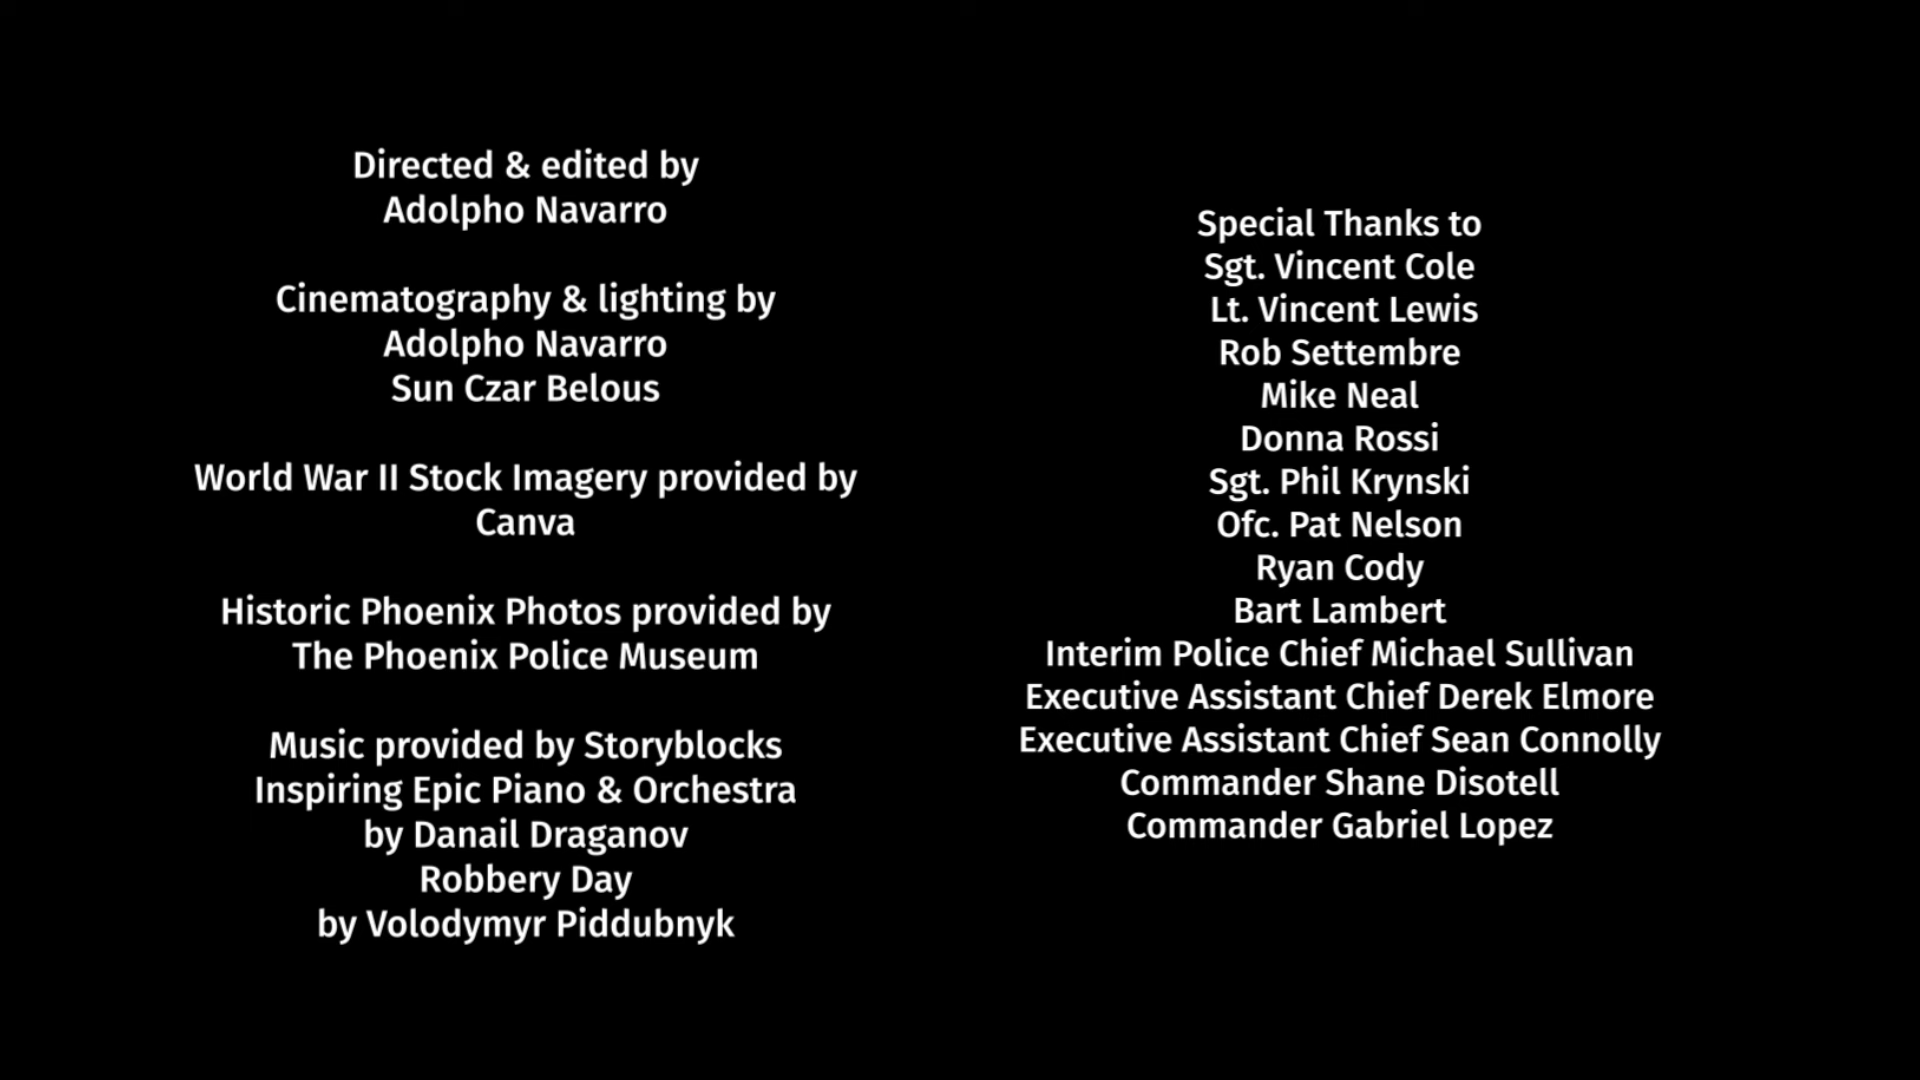 Directed & edited by
Adolpho Navarro
Cinematography & lighting by
Adolpho Navarro
Sun Czar Belous
World War II Stock Imagery provided by
Canva
Historic Phoenix Photos provided by
The Phoenix Police Museum
Music provided by Storyblocks
Inspiring Epic Piano & Orchestra
by Danail Draganov
Robbery Day
by Volodymyr Piddubnyk
Special Thanks to
Sgt. Vincent Cole
Lt. Vincent Lewis
Rob Settembre
Mike Neal
Donna Rossi
Sgt. Phil Krynski
Ofc. Pat Nelson
Ryan Cody
Bart Lambert
Interim Police Chief Michael Sullivan
Executive Assistant Chief Derek Elmore
Executive Assistant Chief Sean Connolly
Commander Shane Disotell
Commander Gabriel Lopez